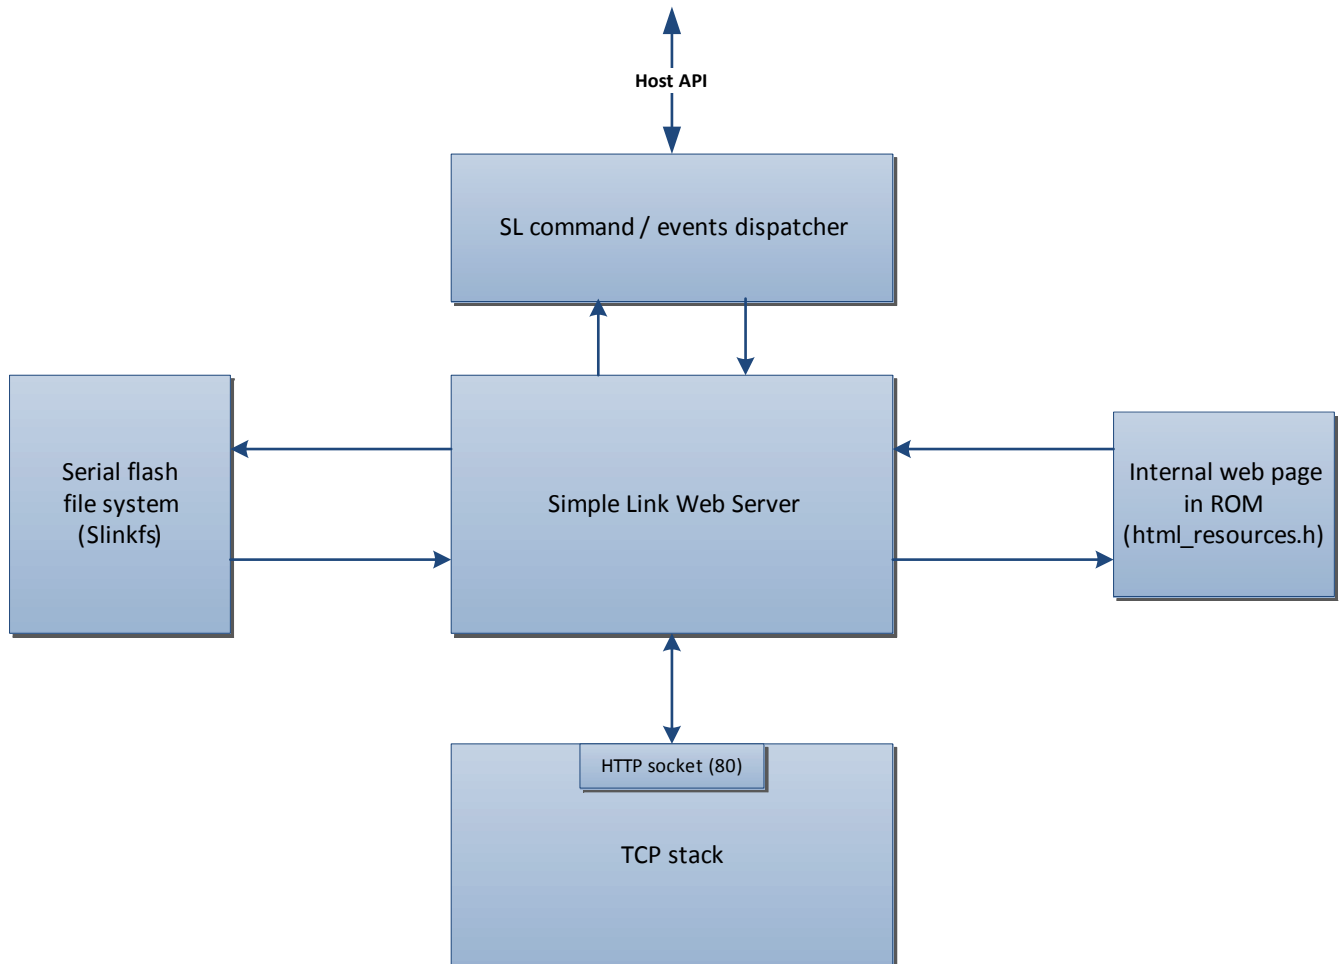 Host API
SL command / events dispatcher
Serial flash
file system
(Slinkfs)
Simple Link Web Server
Internal web page
in ROM
(html_resources.h)
HTTP socket (80)
TCP stack